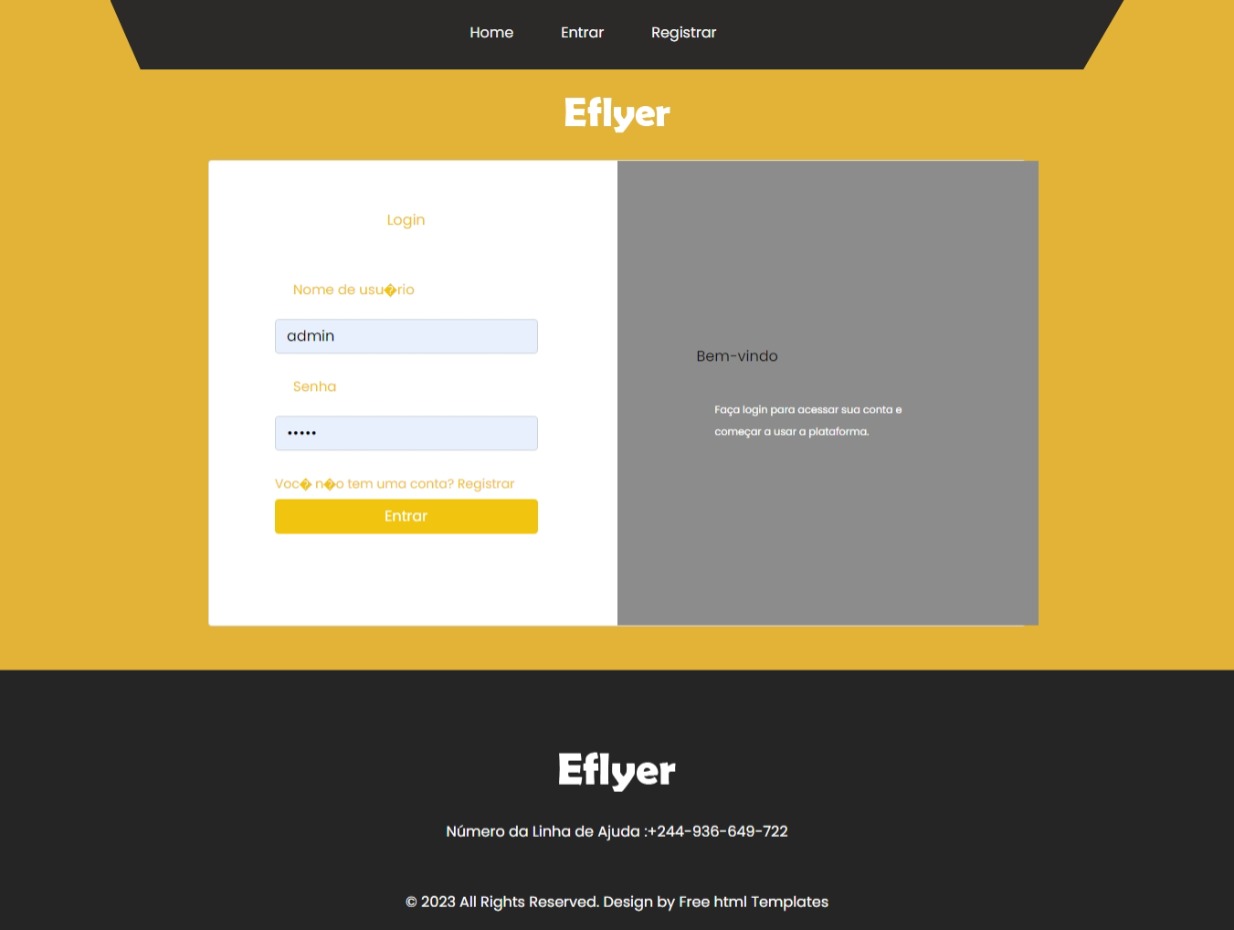 Home Entrar Registrar
Eflyer
Login
Nome de usu�rio
admin
Senha
•••••
Voc� n�o tem uma conta? Registrar
Entrar
Bem-vindo
Faça login para acessar sua conta e
começar a usar a plataforma.
Eflyer
Número da Linha de Ajuda :+244-936-649-722
© 2023 All Rights Reserved. Design by Free html Templates